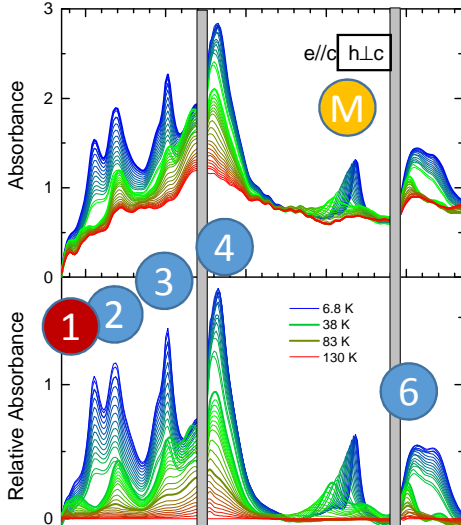 3
2
1
0
Absorbance
e//c h⊥c
M
4
3
2
1
6
6.8 K
38 K
83 K
130 K
1
0
Relative Absorbance